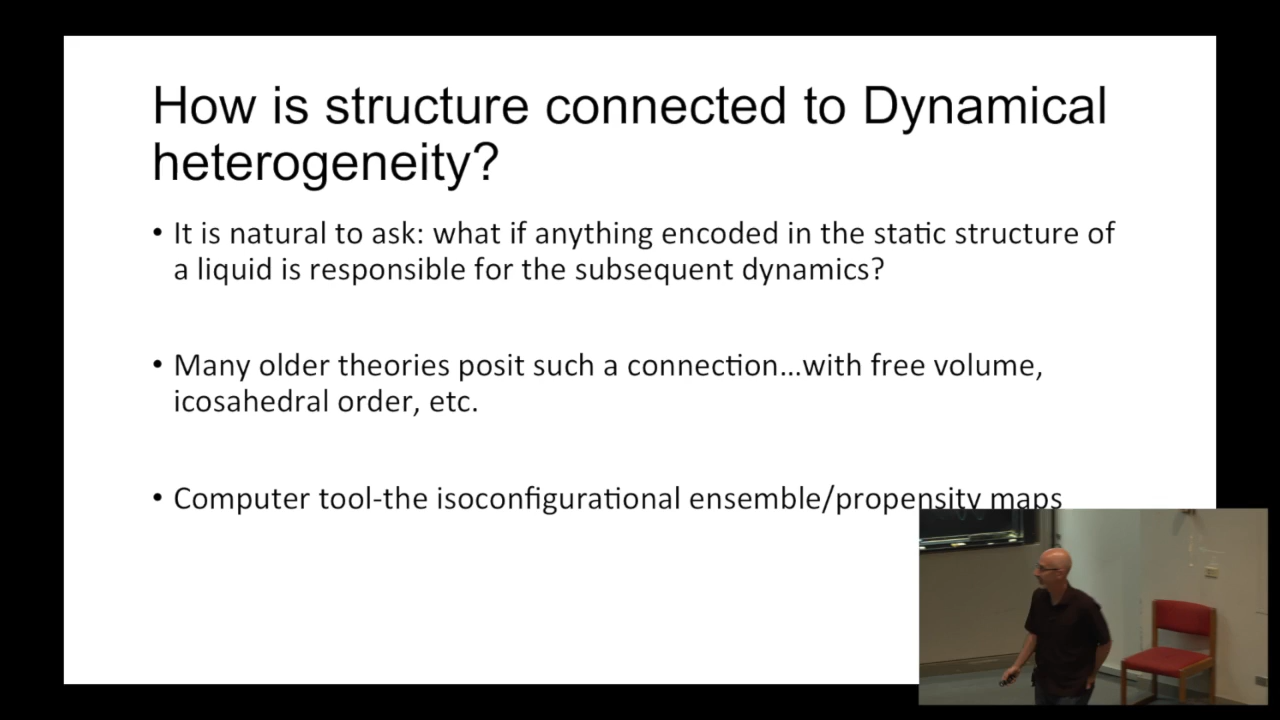 How is structure connected to Dynamical
heterogeneity?
• It is natural to ask: what if anything encoded in the static structure of
a liquid is responsible for the subsequent dynamics?
• Many older theories posit such a connection...with free volume,
icosahedral order, etc.
• Computer tool-the isoconfigurational ensemble/propensity maps